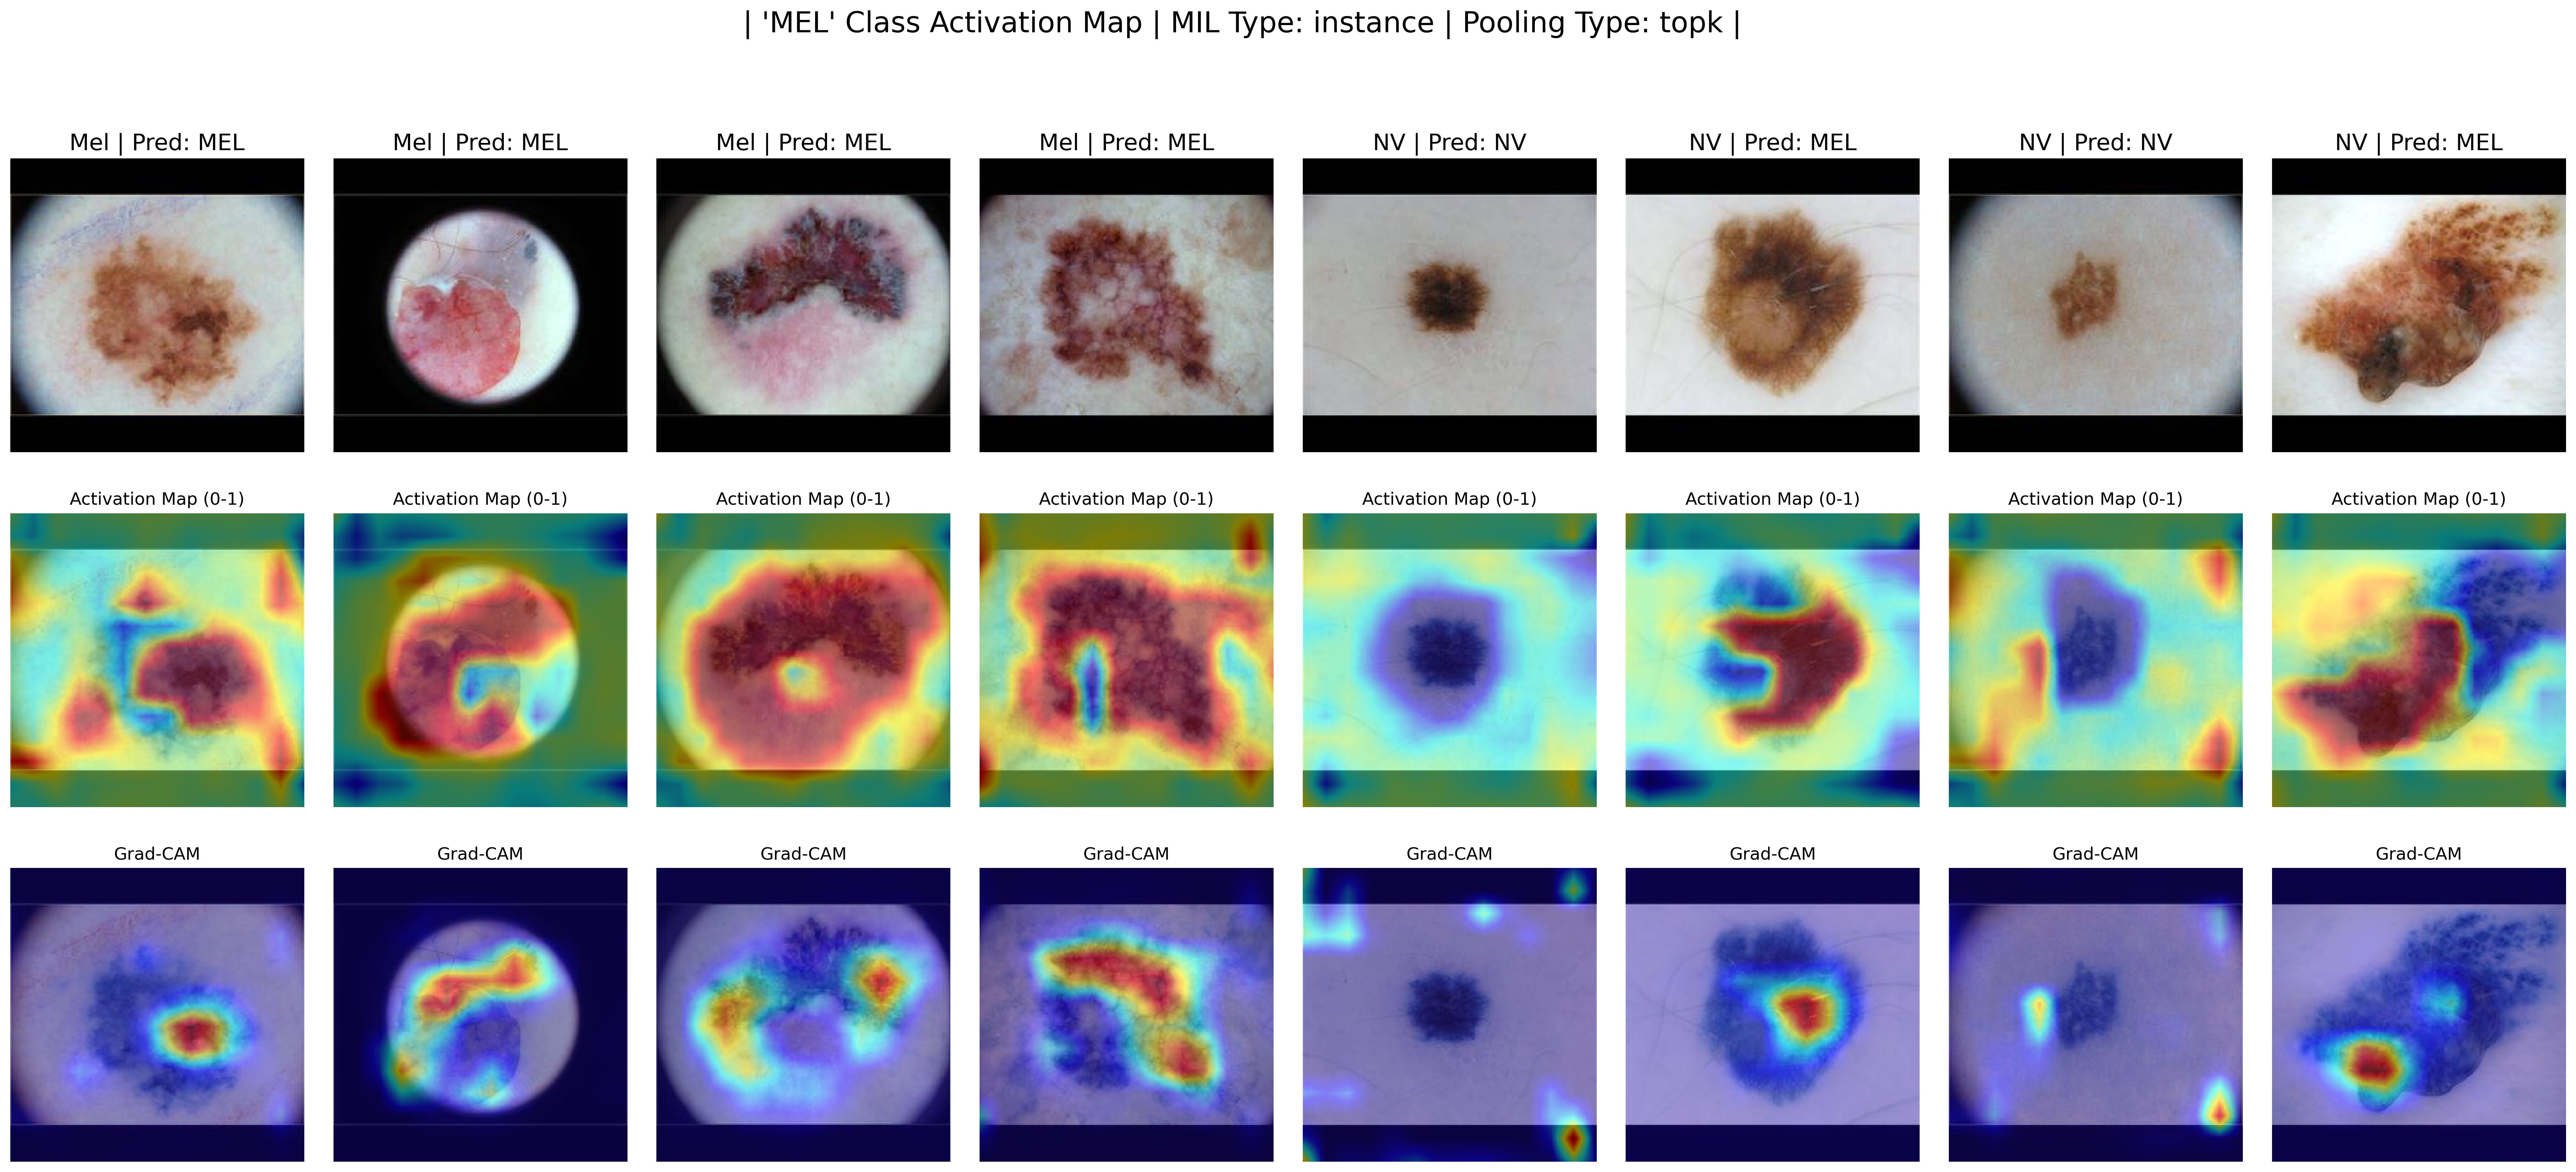 | 'MEL' Class Activation Map | MIL Type: instance | Pooling Type: topk |
Mel | Pred: MEL
Mel | Pred: MEL
Mel | Pred: MEL
Mel | Pred: MEL
NV | Pred: NV
NV | Pred: MEL
NV | Pred: NV
NV | Pred: MEL
Activation Map (0-1)
Activation Map (0-1)
Activation Map (0-1)
Activation Map (0-1)
Activation Map (0-1)
Activation Map (0-1)
Activation Map (0-1)
Activation Map (0-1)
Grad-CAM
Grad-CAM
Grad-CAM
Grad-CAM
Grad-CAM
Grad-CAM
Grad-CAM
Grad-CAM